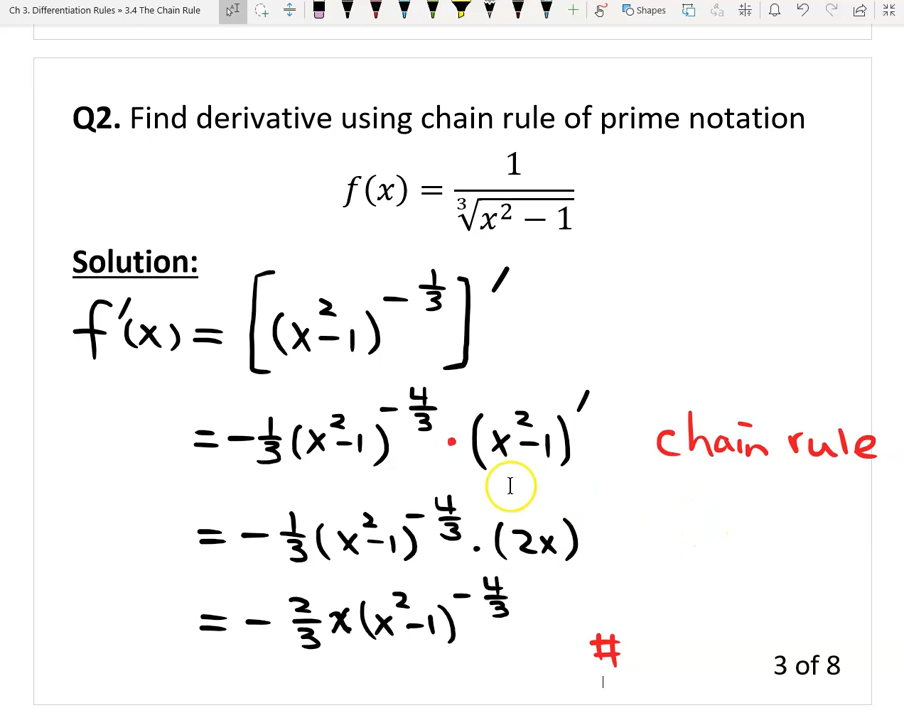 Ch 3. Differentiation Rules » 3.4 The Chain Rule
Shapes
Q2. Find derivative using chain rule of prime notation
f(x) = 1/∛(x² − 1)
Solution:
f'(x) = [(x²-1)^(-1/3)]'
= -1/3 (x²-1)^(-4/3) · (x²-1)' chain rule
= -1/3 (x²-1)^(-4/3) . (2x)
= -2/3 x(x²-1)^(-4/3)
#
3 of 8